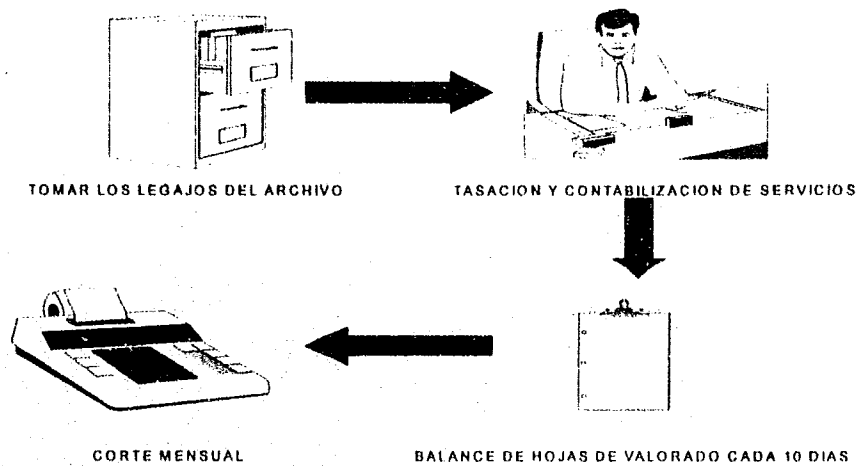 TOMAR LOS LEGAJOS DEL ARCHIVO
TASACION Y CONTABILIZACION DE SERVICIOS
CORTE MENSUAL
BALANCE DE HOJAS DE VALORADO CADA 10 DIAS